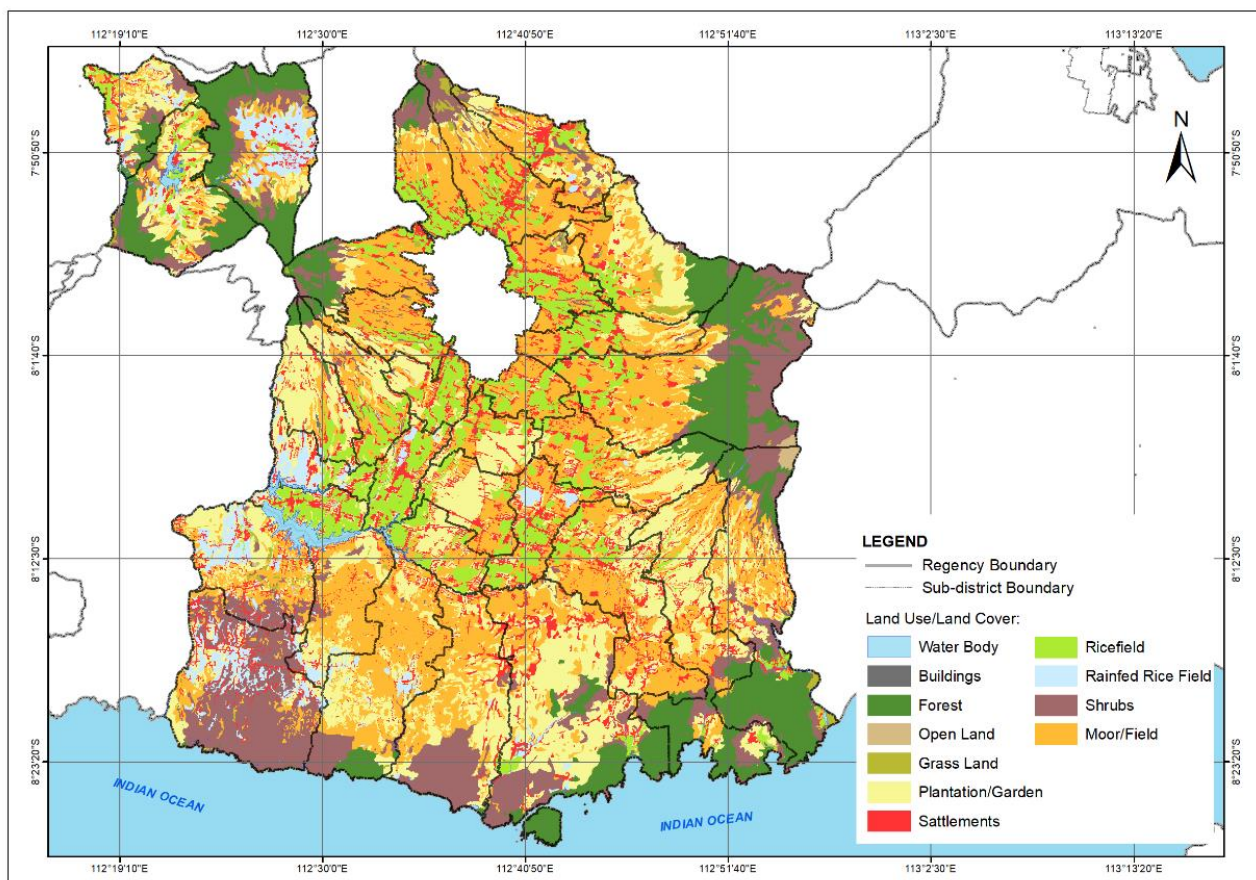 112°19'10"E 112°30'0"E 112°40'50"E 112°51'40"E 113°2'30"E 113°13'20"E
N
7°50'50"S 7°50'50"S
8°1'40"S 8°1'40"S
8°12'30"S 8°12'30"S
8°23'20"S 8°23'20"S
LEGEND
Regency Boundary
Sub-district Boundary
Land Use/Land Cover:
Water Body
Buildings
Forest
Open Land
Grass Land
Plantation/Garden
Sattlements
Ricefield
Rainfed Rice Field
Shrubs
Moor/Field
INDIAN OCEAN
INDIAN OCEAN
112°19'10"E 112°30'0"E 112°40'50"E 112°51'40"E 113°2'30"E 113°13'20"E